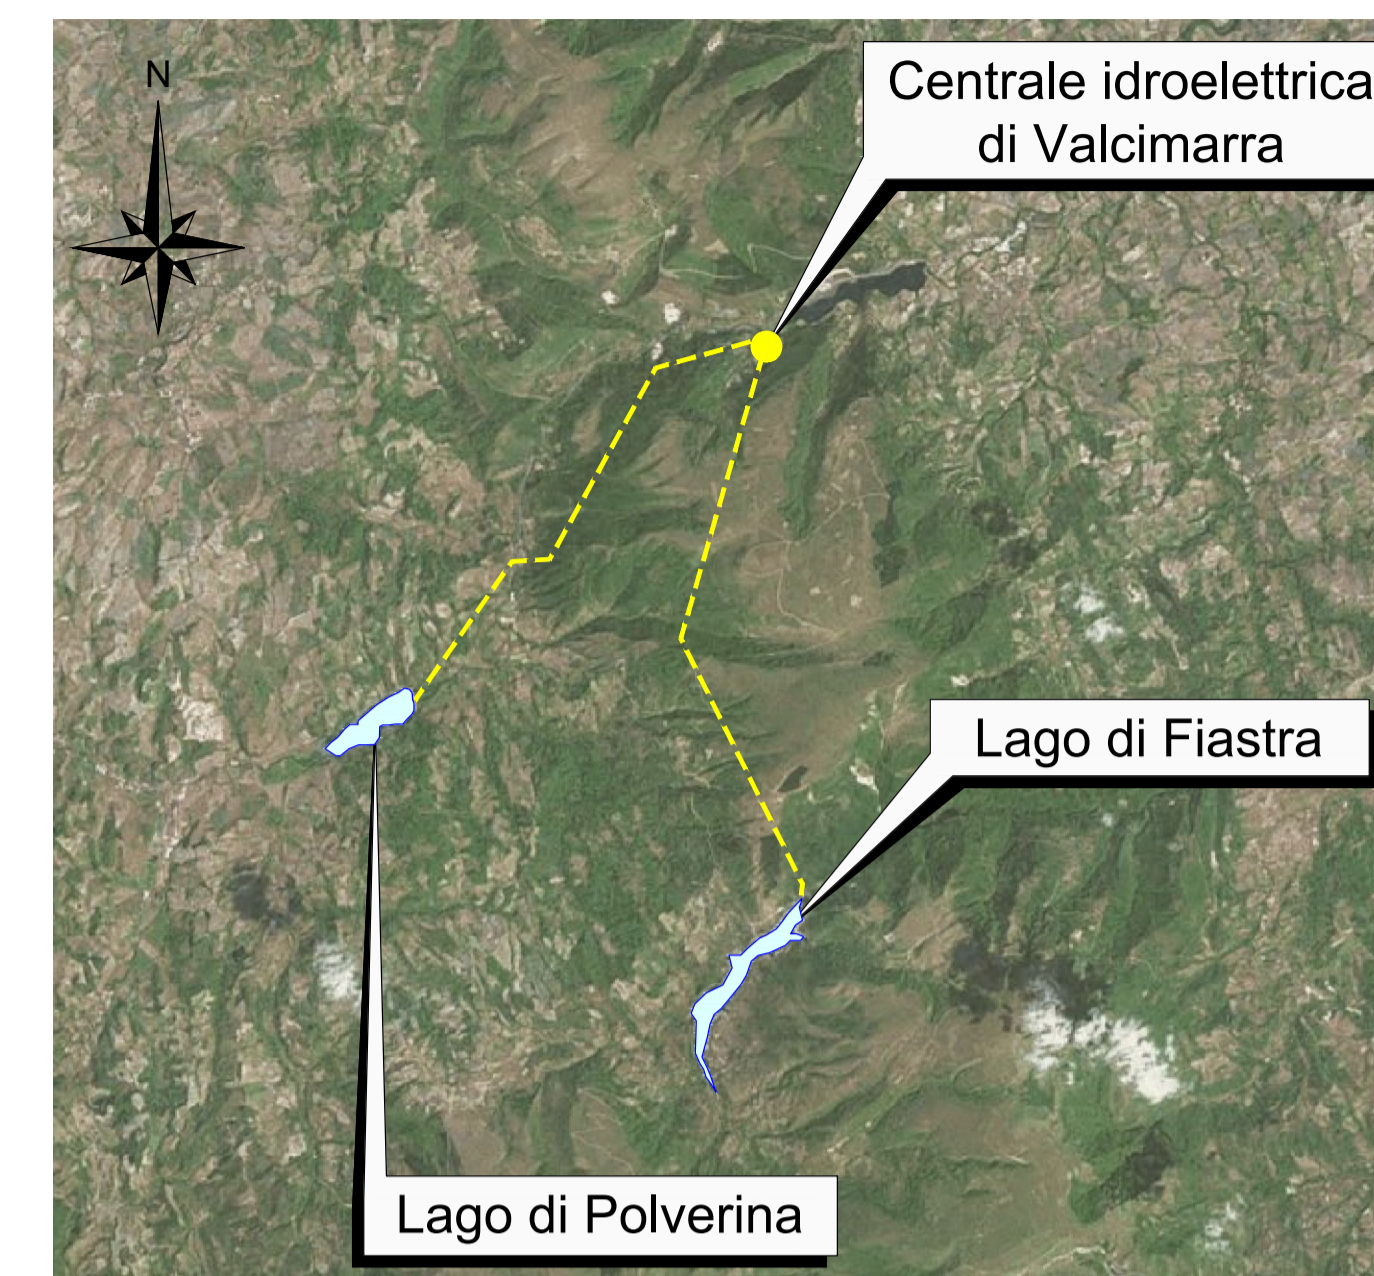 N
Centrale idroelettrica
di Valcimarra
Lago di Fiastra
Lago di Polverina